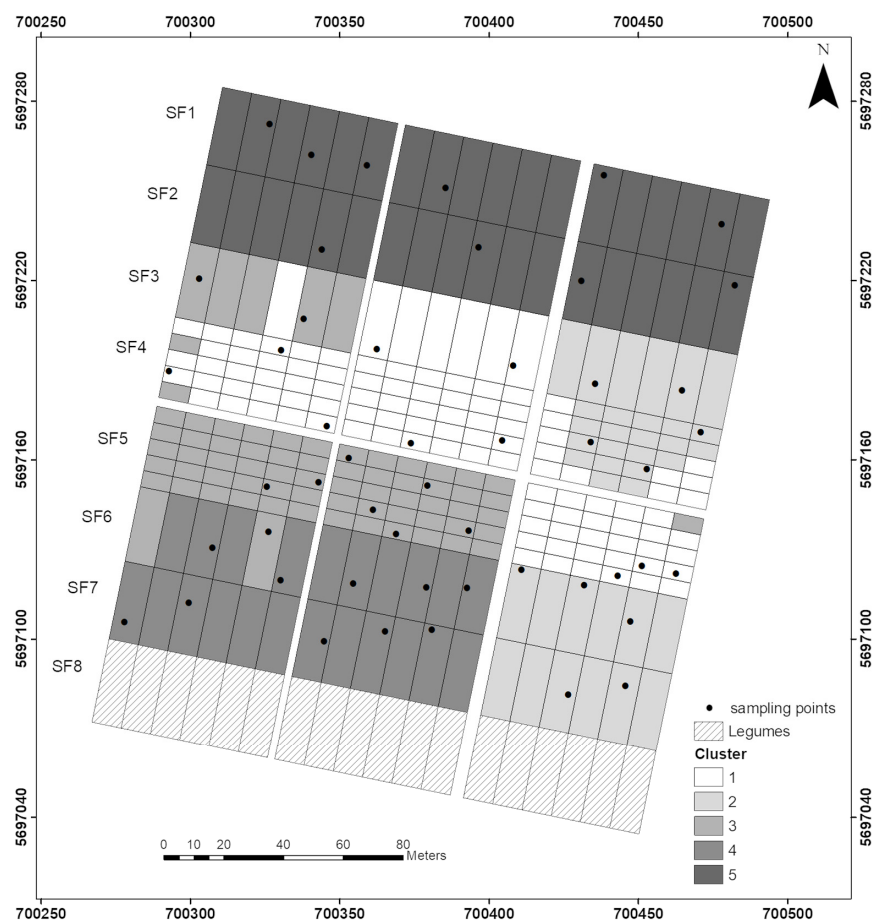 700250 700300 700350 700400 700450 700500
N
5697280 5697280
SF1
SF2
5697220 5697220
SF3
SF4
5697160 5697160
SF5
SF6
SF7
5697100 5697100
SF8
sampling points
Legumes
Cluster
1
2
3
4
5
5697040 5697040
0 10 20 40 60 80
Meters
700250 700300 700350 700400 700450 700500